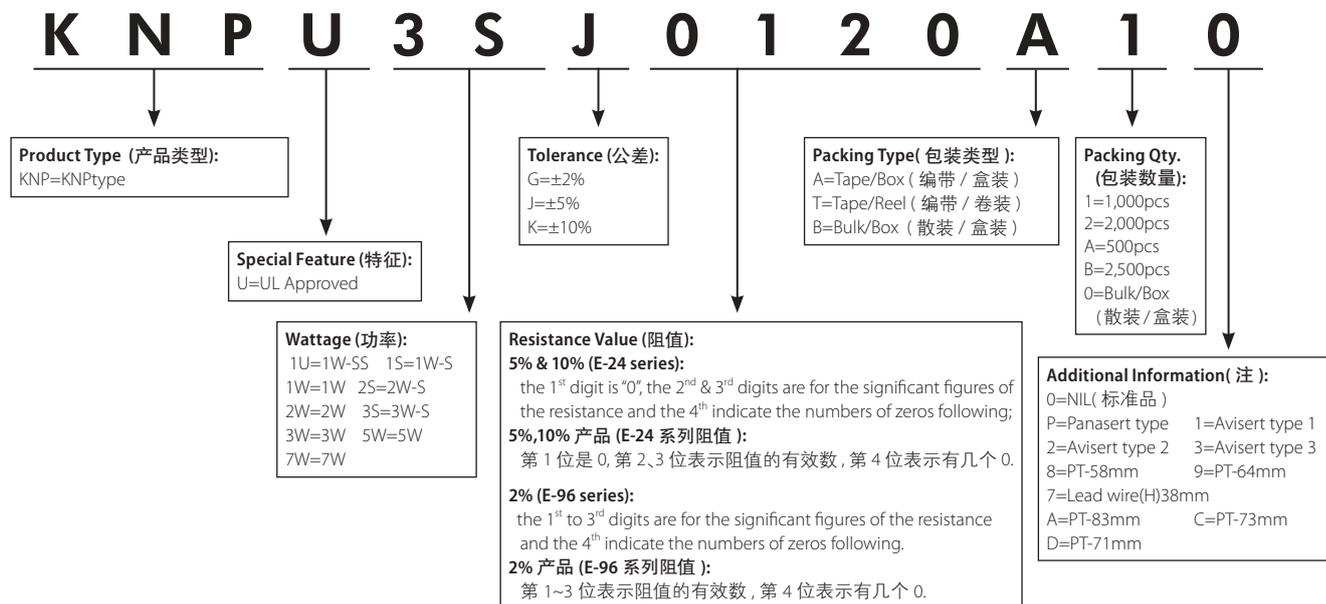 K N P U 3 S J 0 1 2 0 A 1 0
Product Type (产品类型):
KNP=KNPtype
Special Feature (特征):
U=UL Approved
Wattage (功率):
1U=1W-SS 1S=1W-S
1W=1W 2S=2W-S
2W=2W 3S=3W-S
3W=3W 5W=5W
7W=7W
Tolerance (公差):
G=±2%
J=±5%
K=±10%
Resistance Value (阻值):
5% & 10% (E-24 series):
the 1st digit is "0", the 2nd & 3rd digits are for the significant figures of
the resistance and the 4th indicate the numbers of zeros following;
5%,10% 产品 (E-24 系列阻值 ):
第 1 位是 0, 第 2、3 位表示阻值的有效数 , 第 4 位表示有几个 0.
2% (E-96 series):
the 1st to 3rd digits are for the significant figures of the resistance
and the 4th indicate the numbers of zeros following.
2% 产品 (E-96 系列阻值 ):
第 1~3 位表示阻值的有效数 , 第 4 位表示有几个 0.
Packing Type( 包装类型 ):
A=Tape/Box ( 编带 / 盒装 )
T=Tape/Reel ( 编带 / 卷装 )
B=Bulk/Box ( 散装 / 盒装 )
Packing Qty.
(包装数量):
1=1,000pcs
2=2,000pcs
A=500pcs
B=2,500pcs
0=Bulk/Box
(散装 / 盒装)
Additional Information( 注 ):
0=NIL( 标准品 )
P=Panasert type 1=Avisert type 1
2=Avisert type 2 3=Avisert type 3
8=PT-58mm 9=PT-64mm
7=Lead wire(H)38mm
A=PT-83mm C=PT-73mm
D=PT-71mm